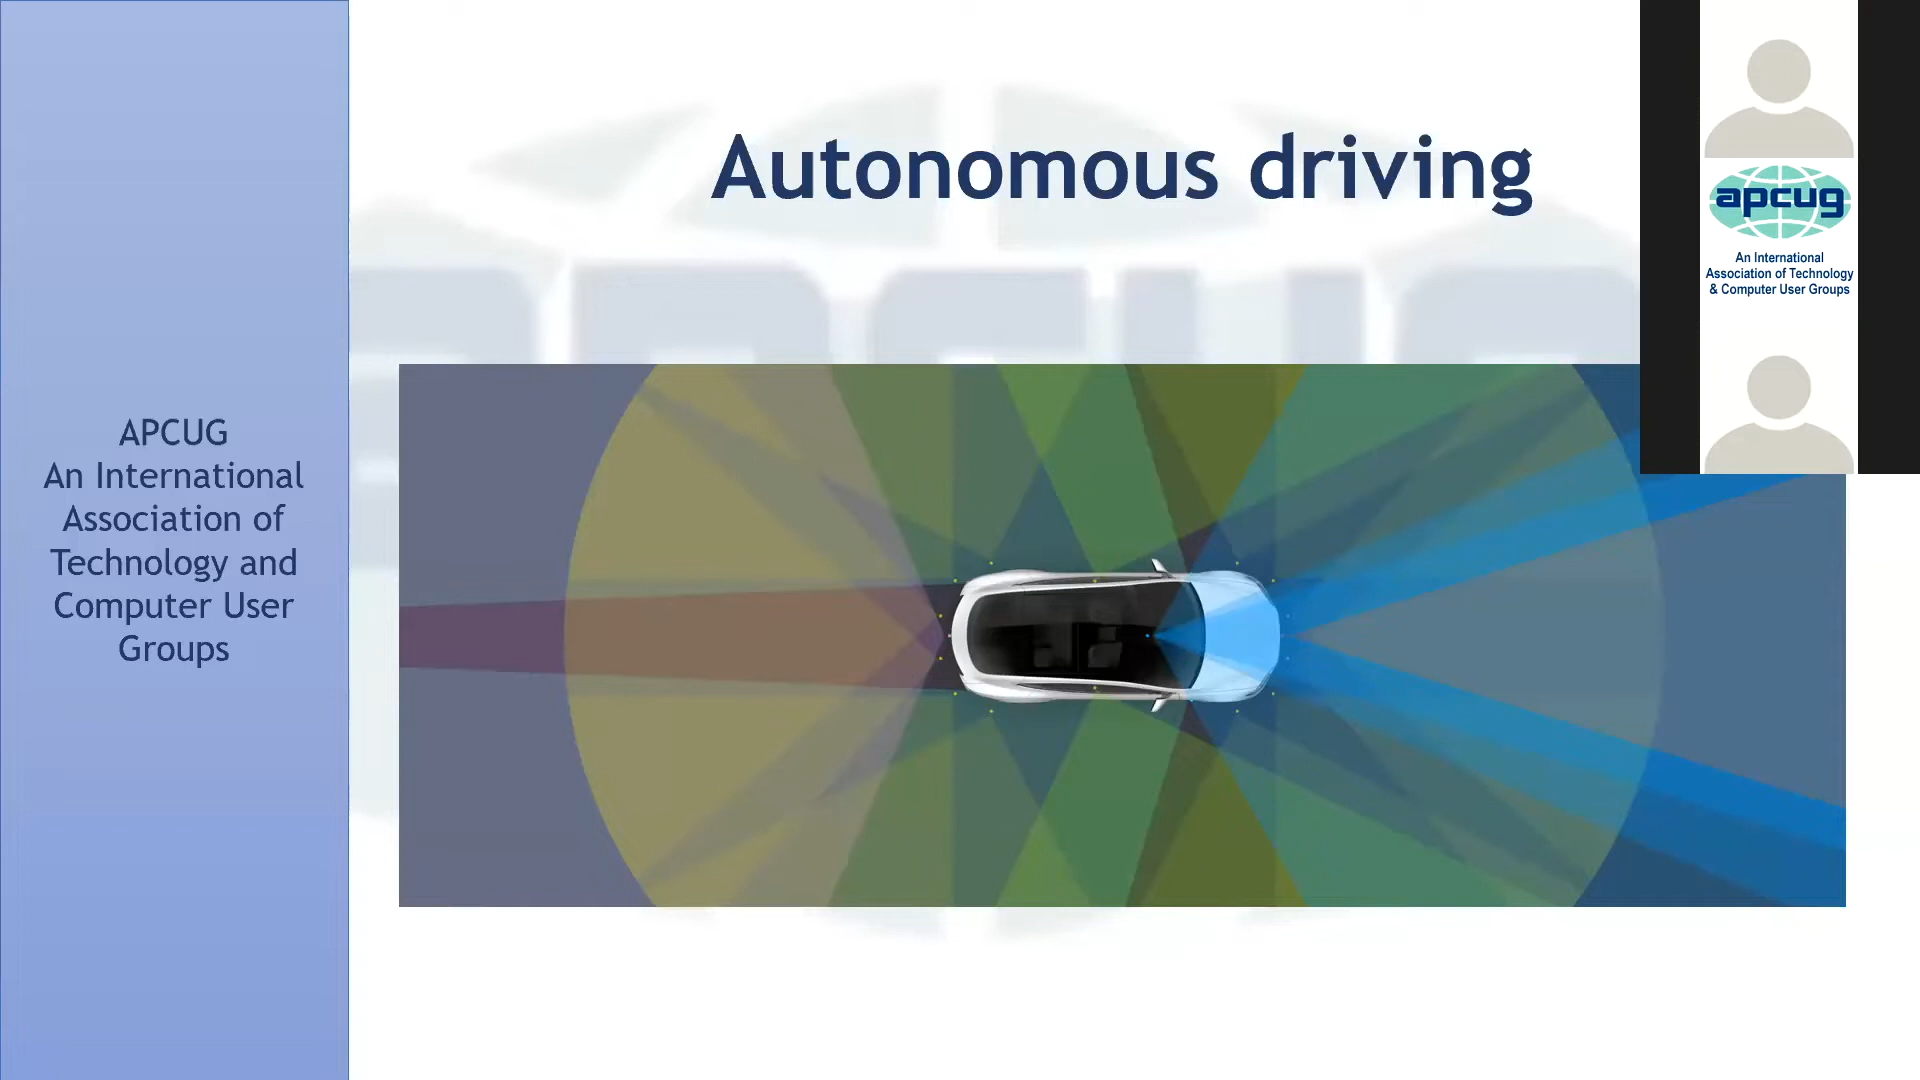 Autonomous driving
APCUG
An International
Association of
Technology and
Computer User
Groups
apcug
An International
Association of Technology
& Computer User Groups